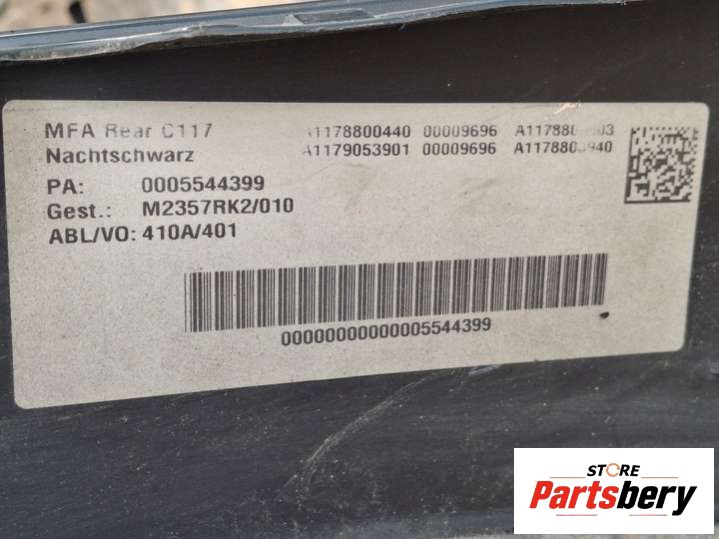 MFA Rear C117
A1178800440 00009696
Nachtschwarz
A1179053901 00009696
PA: 0005544399
Gest.: M2357RK2/010
ABL/VO: 410A/401
00000000000005544399
STORE
Partsbery